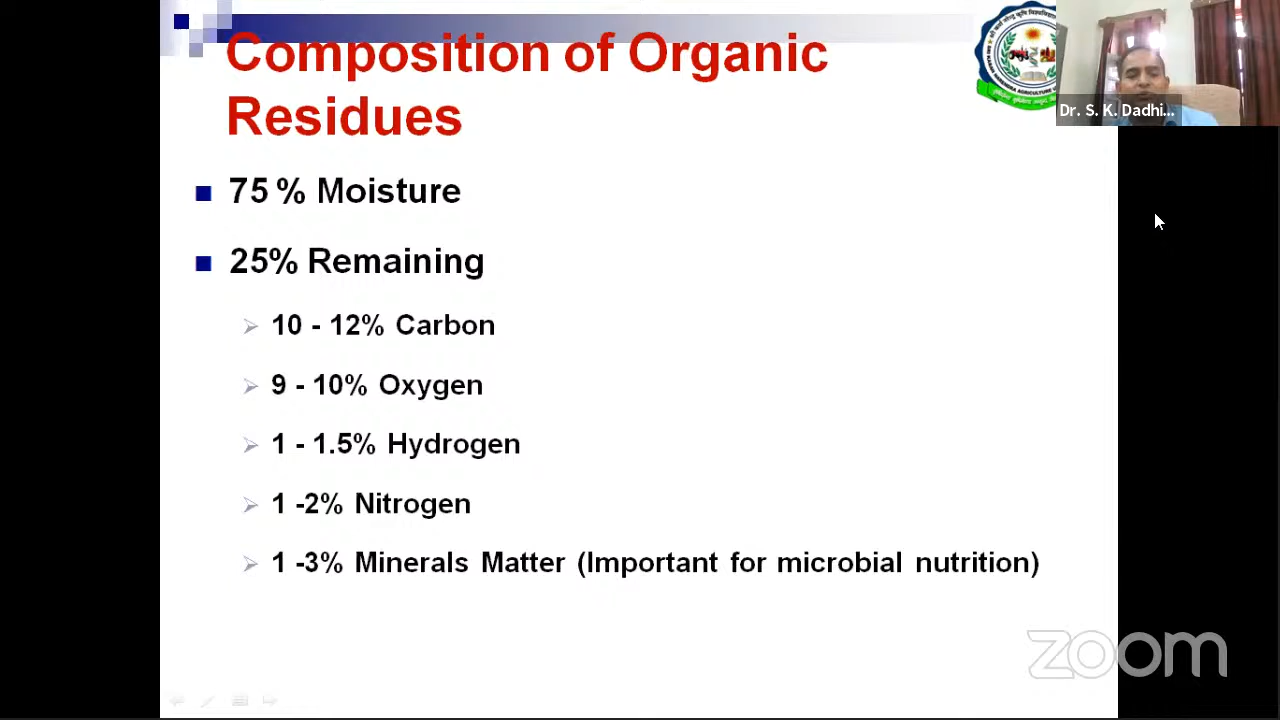 Composition of Organic
Residues
75 % Moisture
25% Remaining
10 - 12% Carbon
9 - 10% Oxygen
1 - 1.5% Hydrogen
1 -2% Nitrogen
1 -3% Minerals Matter (Important for microbial nutrition)
Dr. S. K. Dadhi...
zoom